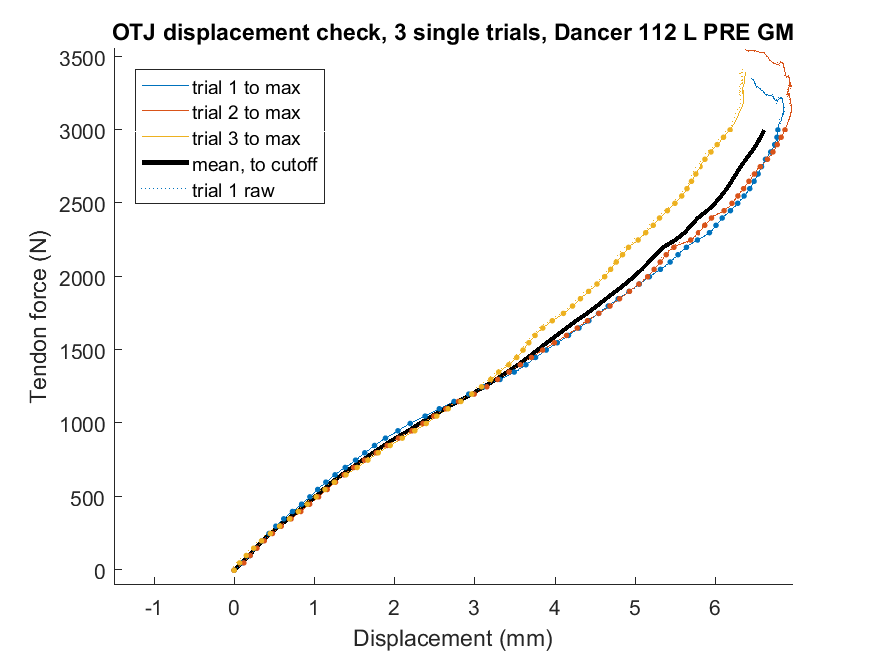 OTJ displacement check, 3 single trials, Dancer 112 L PRE GM
3500
3000
2500
2000
1500
1000
500
0
Tendon force (N)
trial 1 to max
trial 2 to max
trial 3 to max
mean, to cutoff
trial 1 raw
-1 0 1 2 3 4 5 6
Displacement (mm)